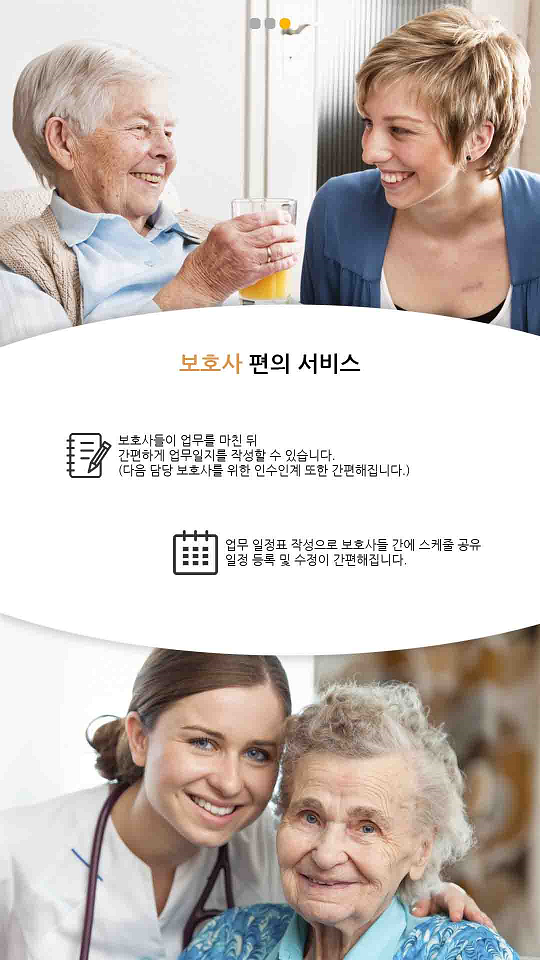 보호사 편의 서비스
보호사들이 업무를 마친 뒤
간편하게 업무일지를 작성할 수 있습니다.
(다음 담당 보호사를 위한 인수인계 또한 간편해집니다.)
업무 일정표 작성으로 보호사들 간에 스케줄 공유
일정 등록 및 수정이 간편해집니다.